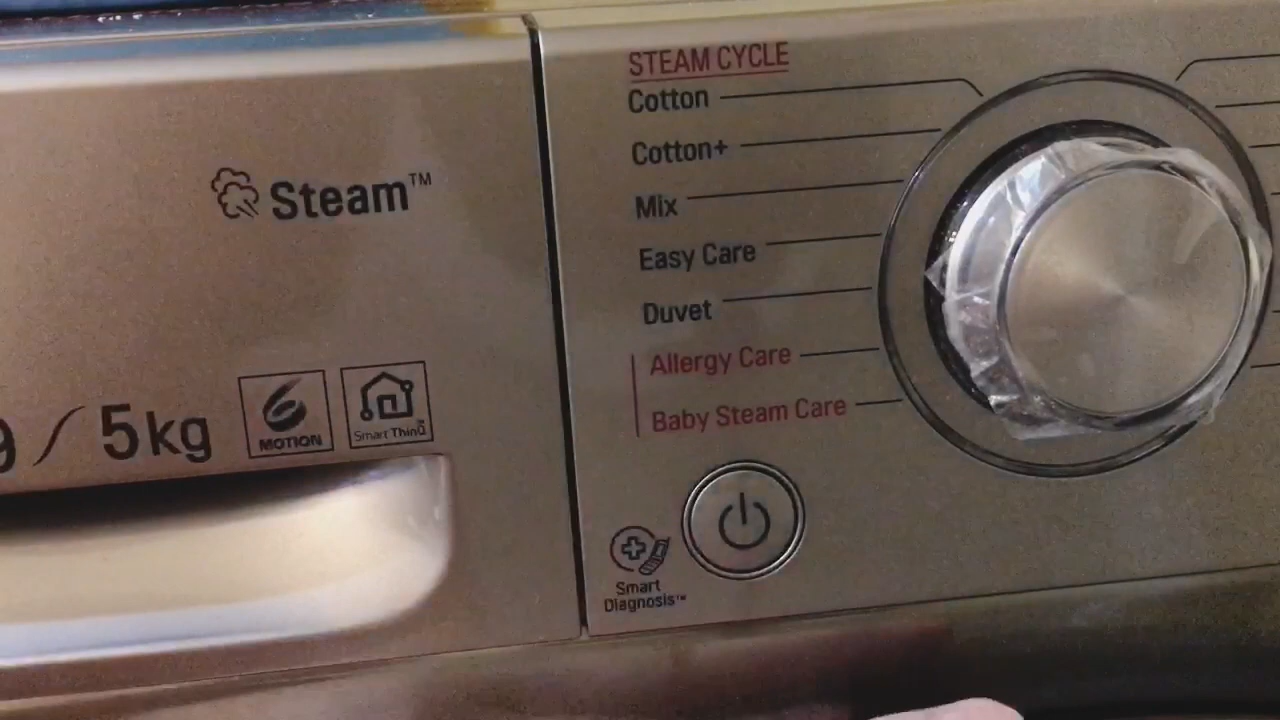 Steam™
5kg
MOTION
Smart ThinQ™
STEAM CYCLE
Cotton
Cotton+
Mix
Easy Care
Duvet
Allergy Care
Baby Steam Care
Smart
Diagnosis™